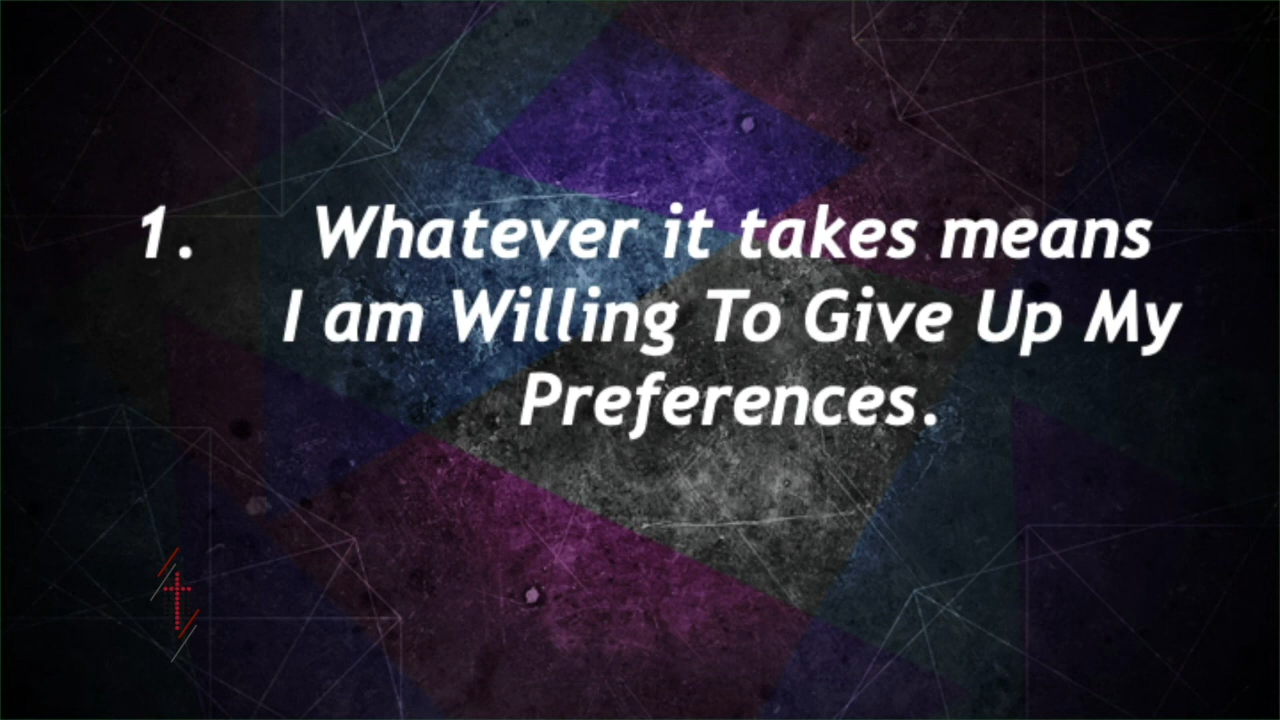 1. Whatever it takes means
I am Willing To Give Up My
Preferences.